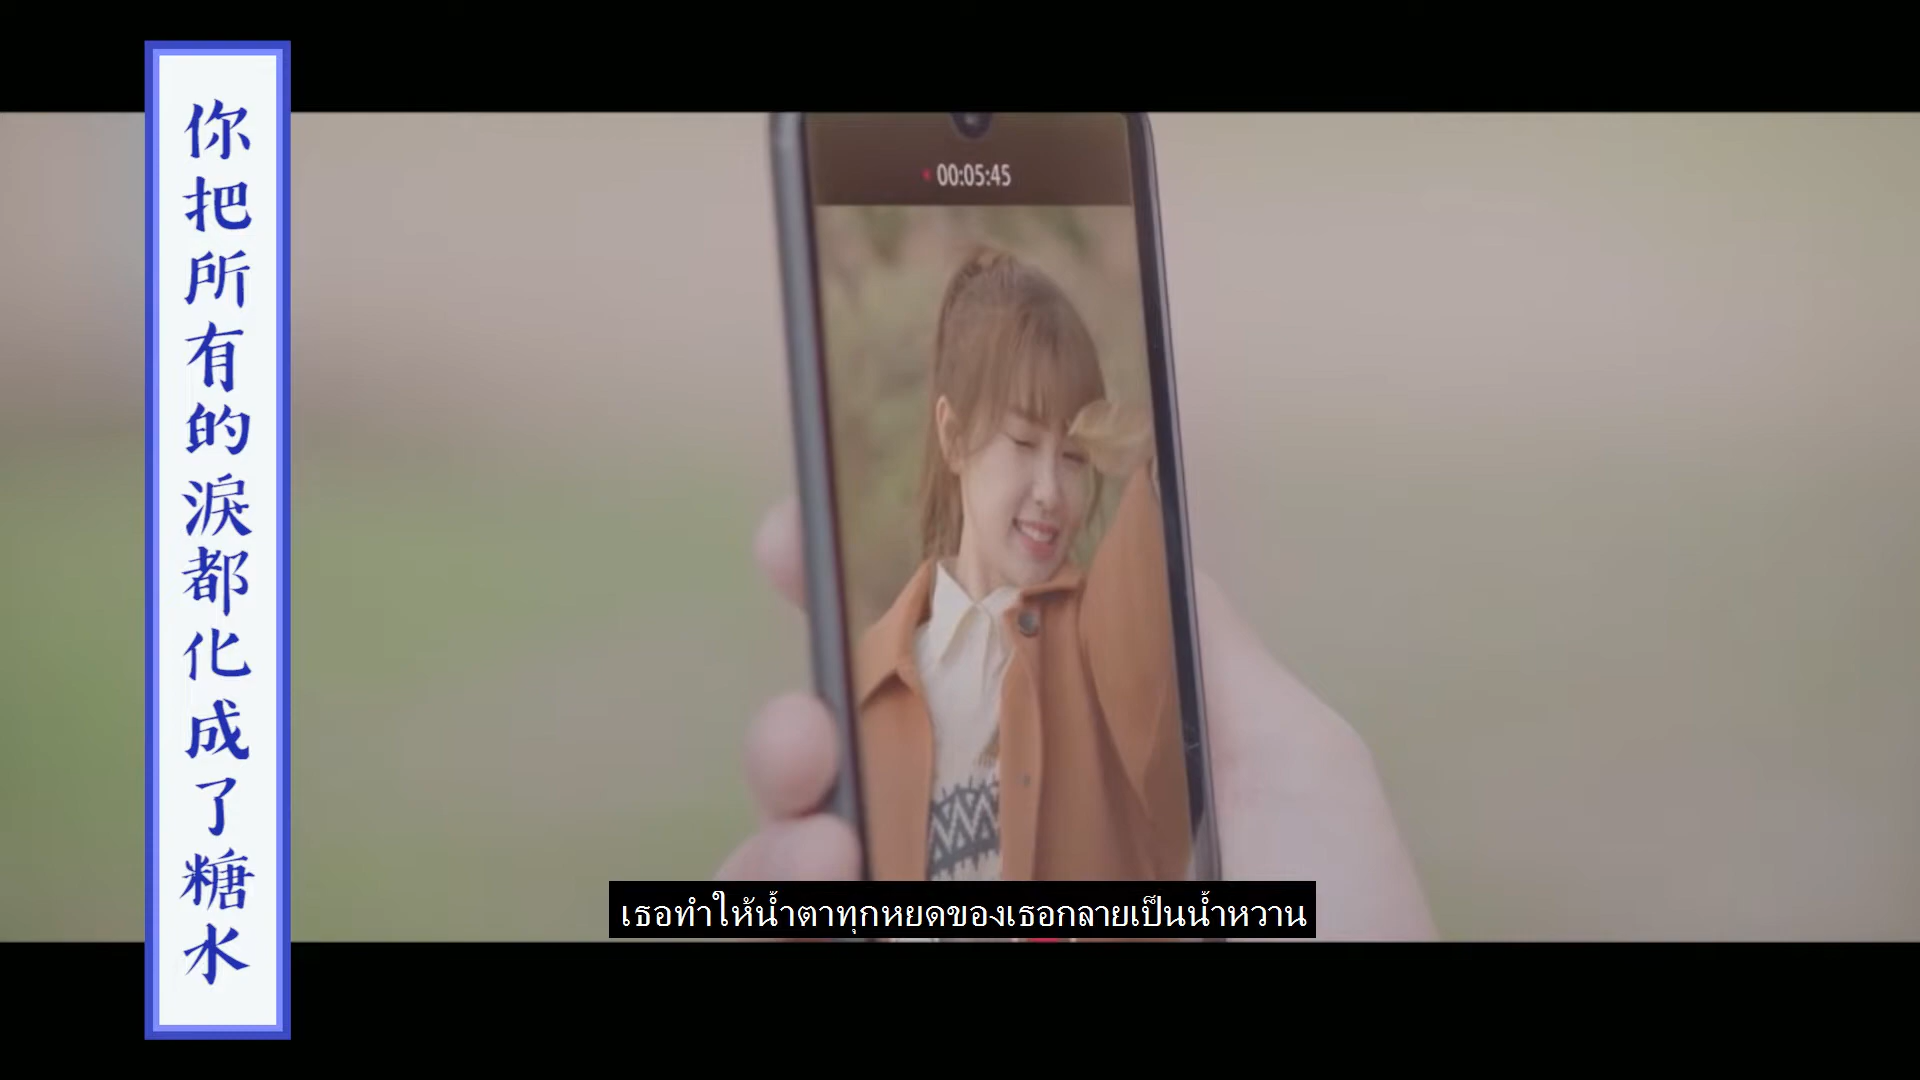 你把所有的淚都化成了糖水
00:05:45
เธอทำให้น้ำตาทุกหยดของเธอกลายเป็นน้ำหวาน